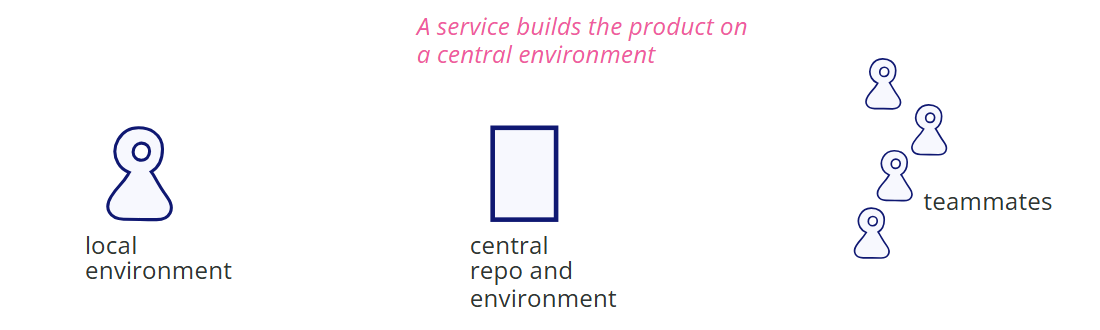 A service builds the product on
a central environment
local
environment
central
repo and
environment
teammates